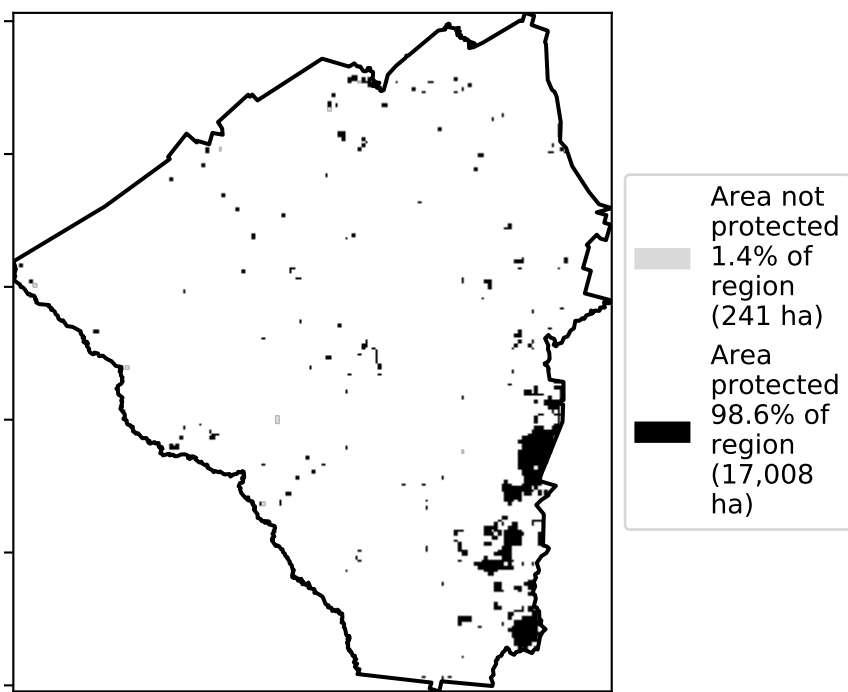 Area not
protected
1.4% of
region
(241 ha)
Area
protected
98.6% of
region
(17,008
ha)